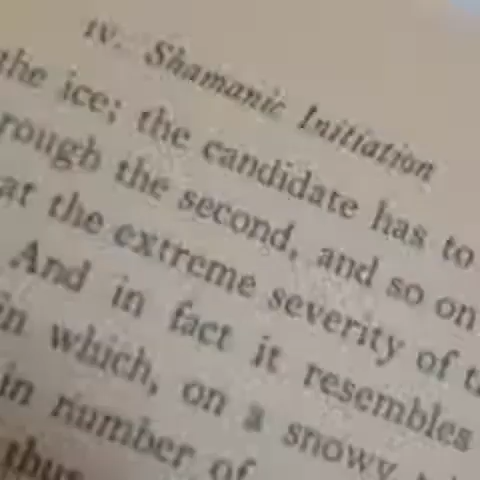 IV. Shamanic Initiation
the ice; the candidate has to
rough the second, and so on
at the extreme severity of t
And in fact it resembles
in which, on a snowy
in number of
thus